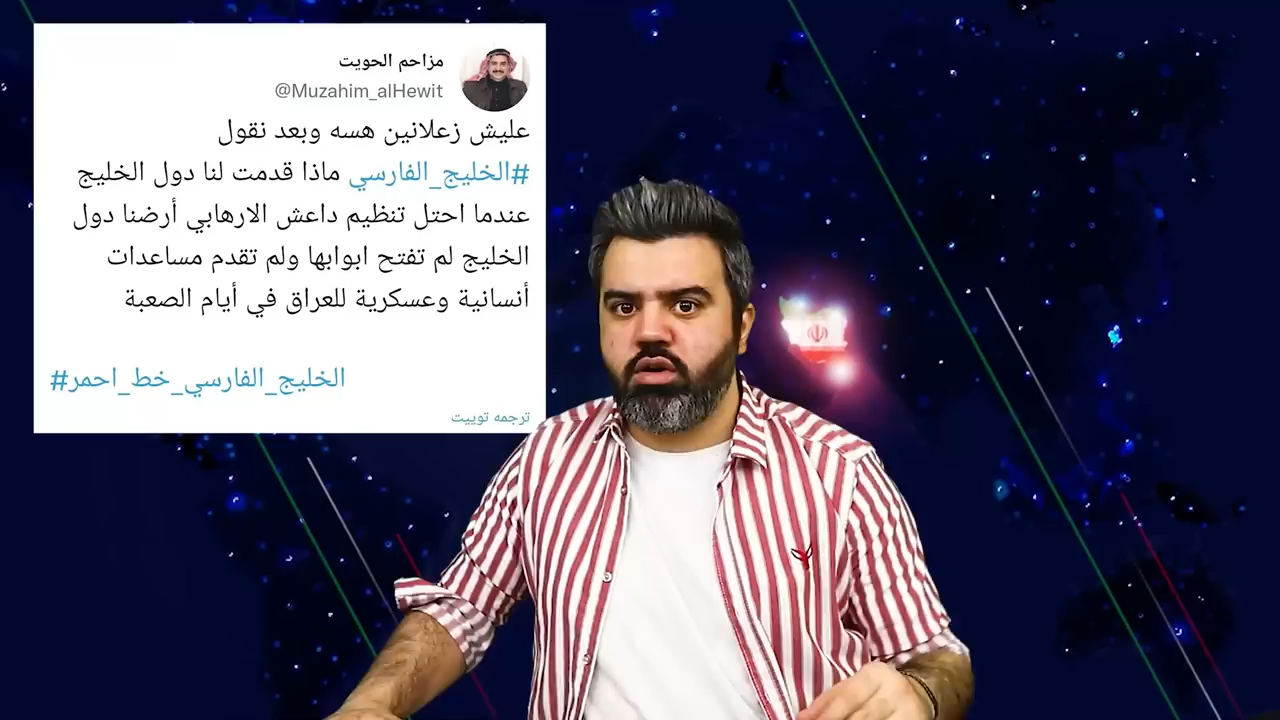 مزاحم الحويت
@Muzahim_alHewit
عليش زعلانين هسه وبعد نقول
#الخليج_الفارسي ماذا قدمت لنا دول الخليج
عندما احتل تنظيم داعش الارهابي أرضنا دول
الخليج لم تفتح ابوابها ولم تقدم مساعدات
أنسانية وعسكرية للعراق في أيام الصعبة
#الخليج_الفارسي_خط_احمر
ترجمه توییت